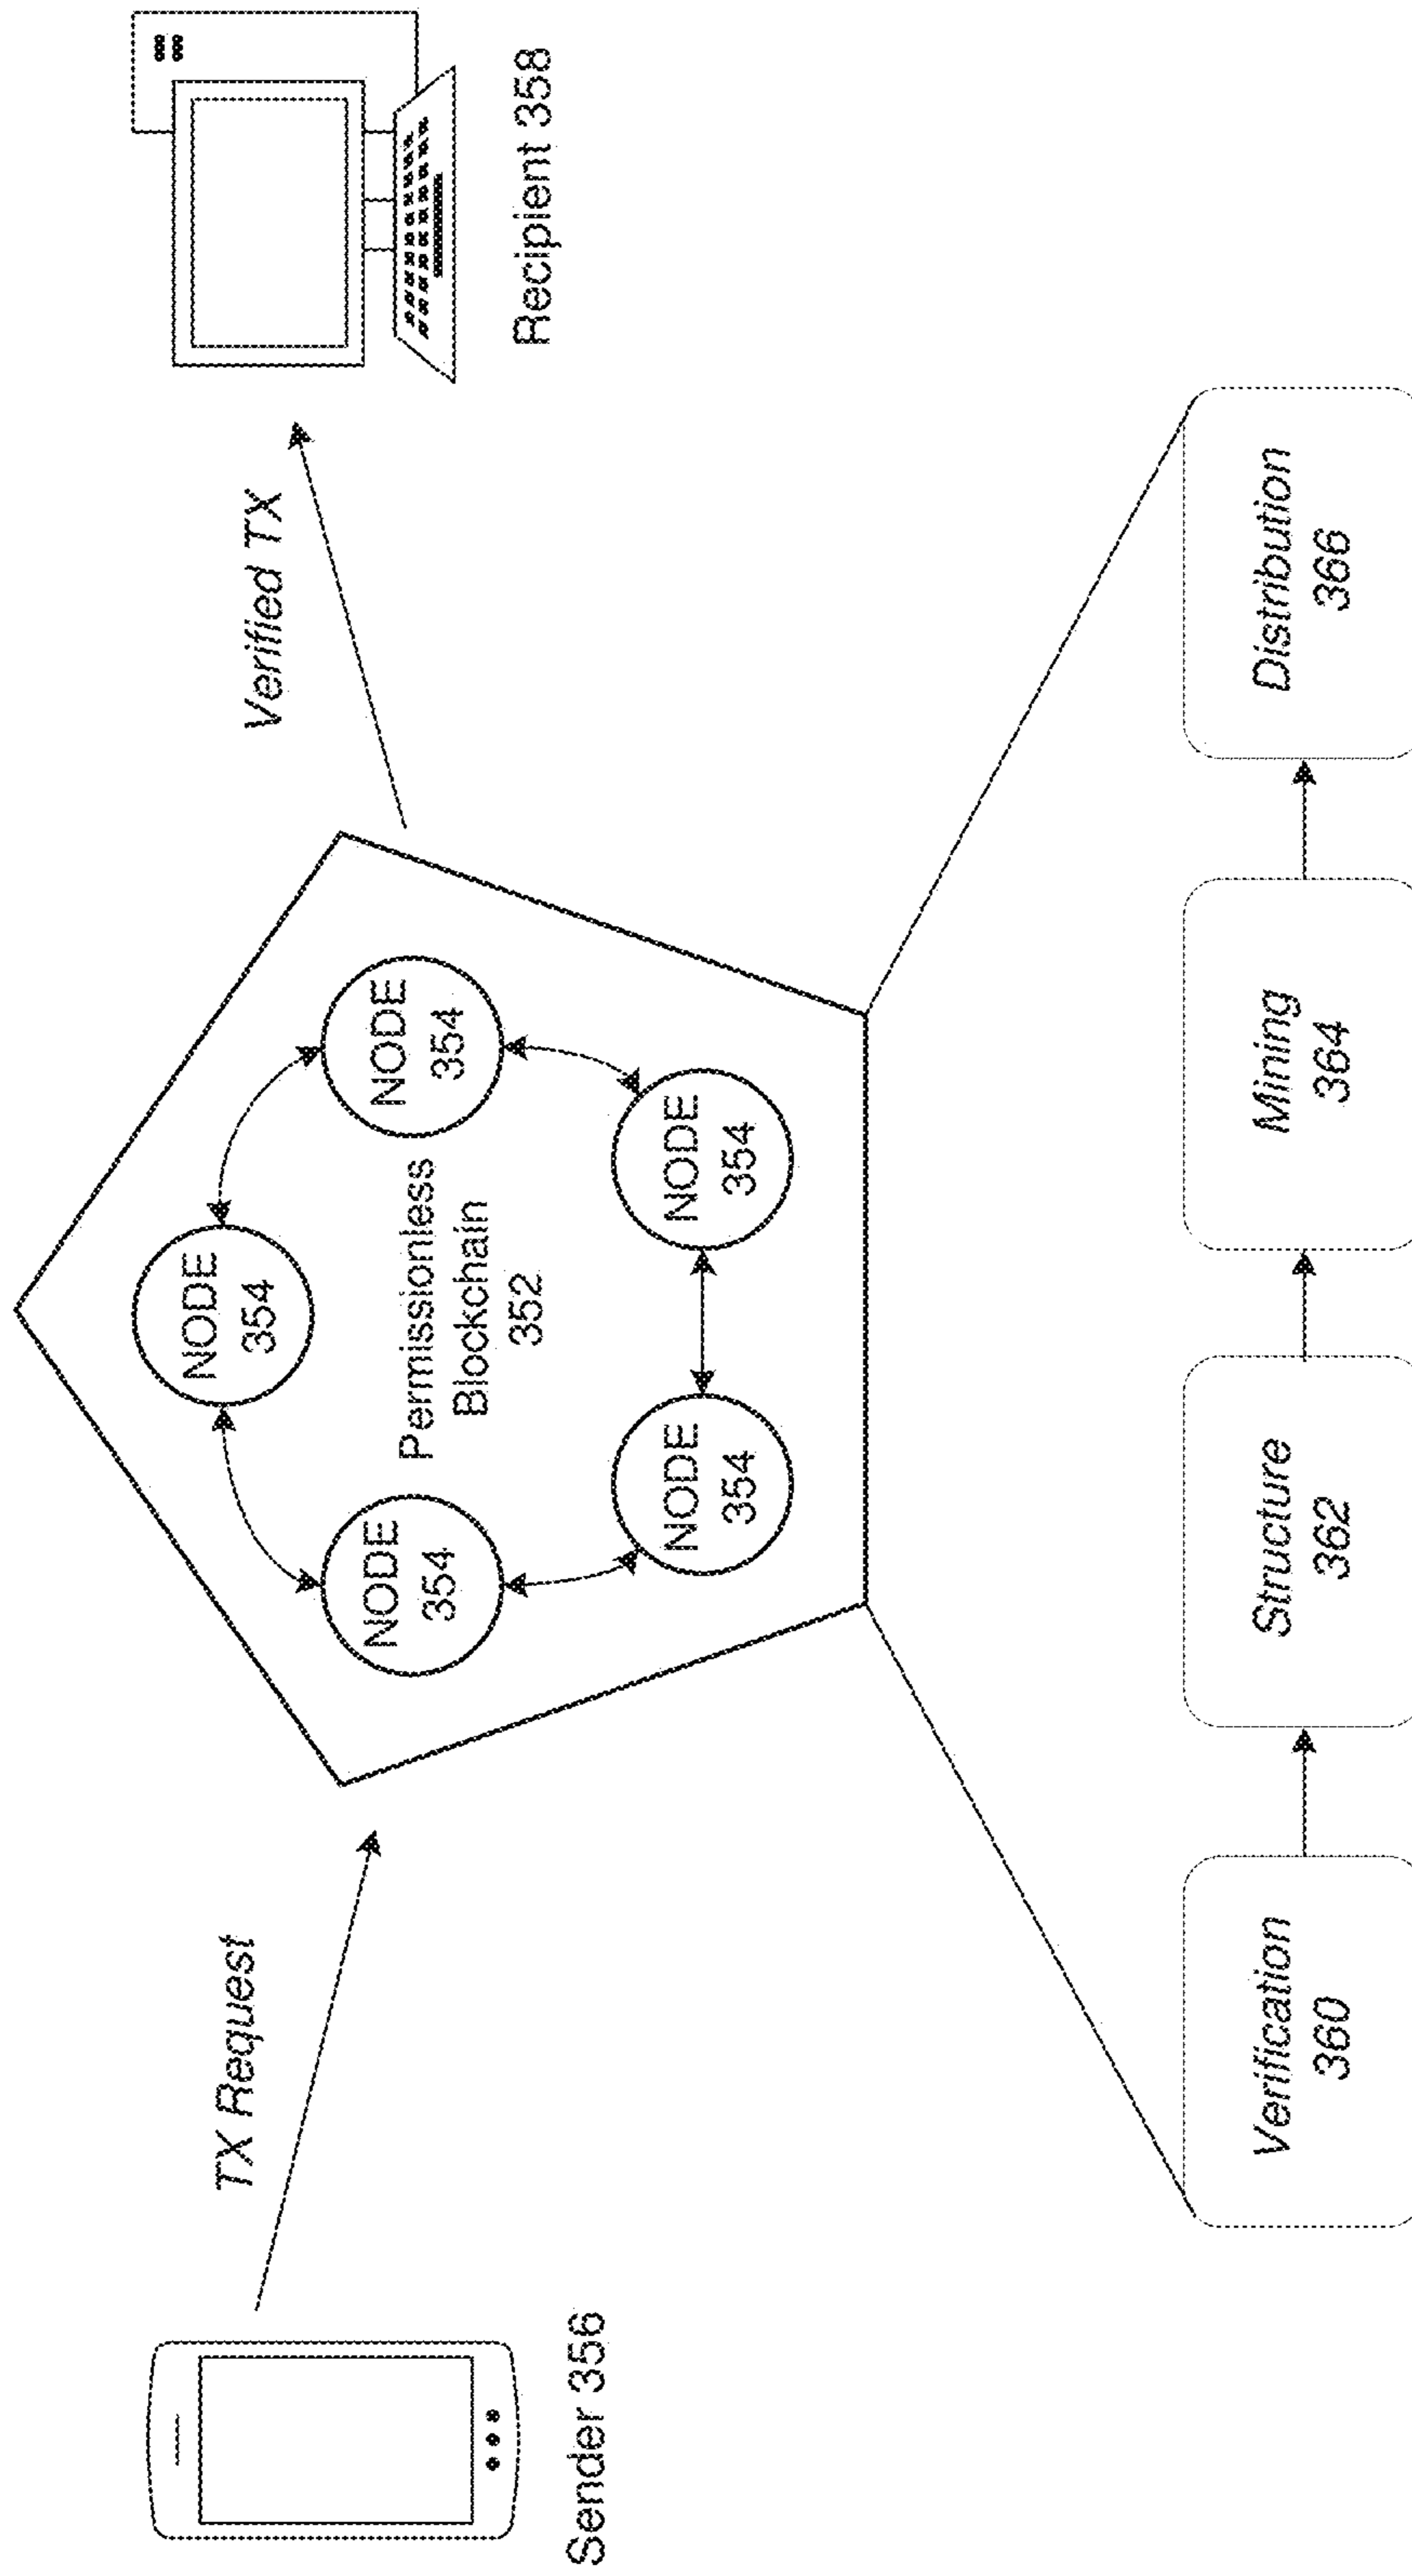 TX Request
Verified TX
Sender 356
Recipient 358
NODE
354
NODE
354
NODE
354
Permissionless
Blockchain
352
NODE
354
NODE
354
Verification
360
Structure
362
Mining
364
Distribution
366